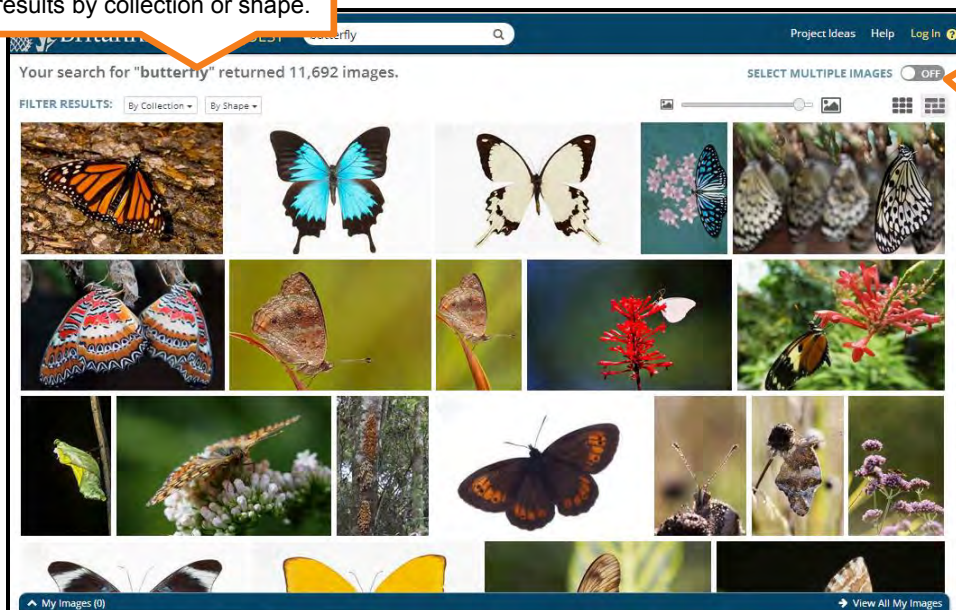 results by collection or shape.
butterfly
Project Ideas Help Log In ?
Your search for "butterfly" returned 11,692 images.
SELECT MULTIPLE IMAGES OFF
FILTER RESULTS: By Collection By Shape
My Images (0)
View All My Images